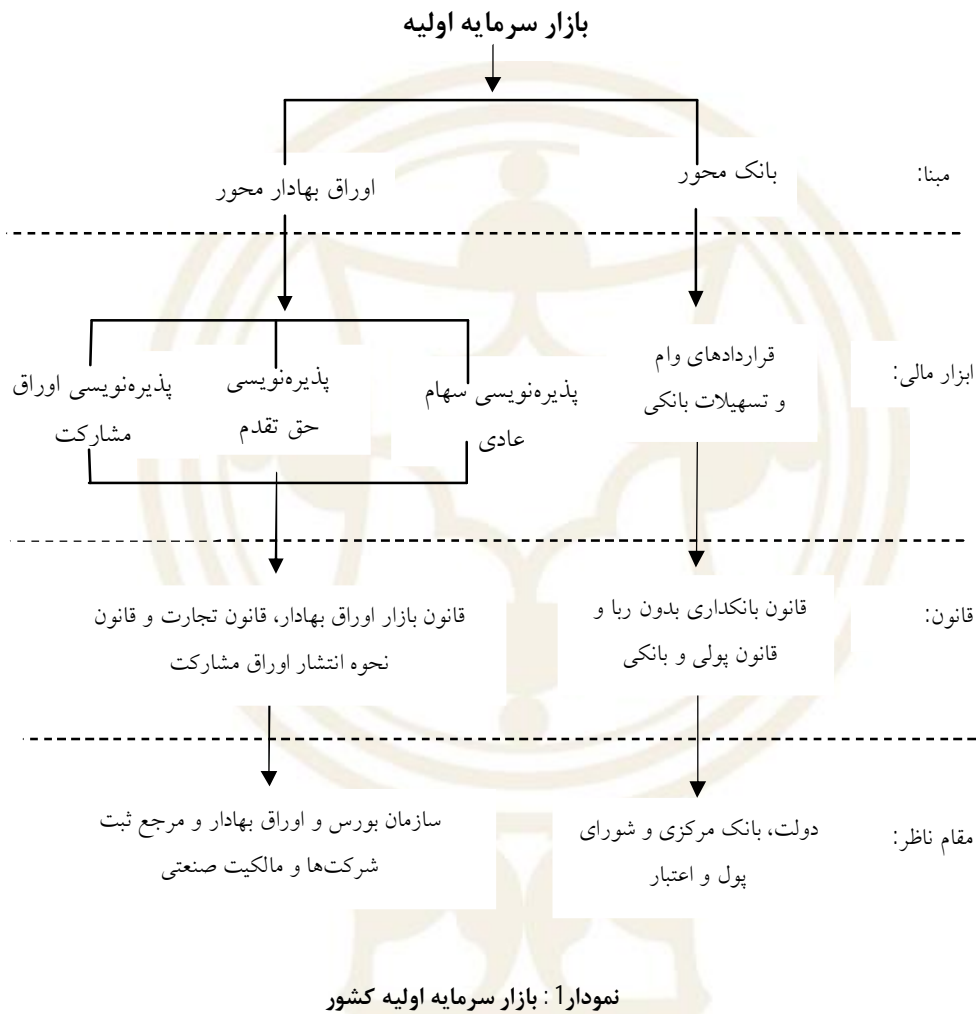 بازار سرمایه اولیه
مبنا:
بانک محور
اوراق بهادار محور
ابزار مالی:
قراردادهای وام
و تسهیلات بانکی
پذیره‌نویسی سهام
عادی
پذیره‌نویسی
حق تقدم
پذیره‌نویسی اوراق
مشارکت
قانون:
قانون بانکداری بدون ربا و
قانون پولی و بانکی
قانون بازار اوراق بهادار، قانون تجارت و قانون
نحوه انتشار اوراق مشارکت
مقام ناظر:
دولت، بانک مرکزی و شورای
پول و اعتبار
سازمان بورس و اوراق بهادار و مرجع ثبت
شرکت‌ها و مالکیت صنعتی
نمودار1 : بازار سرمایه اولیه کشور